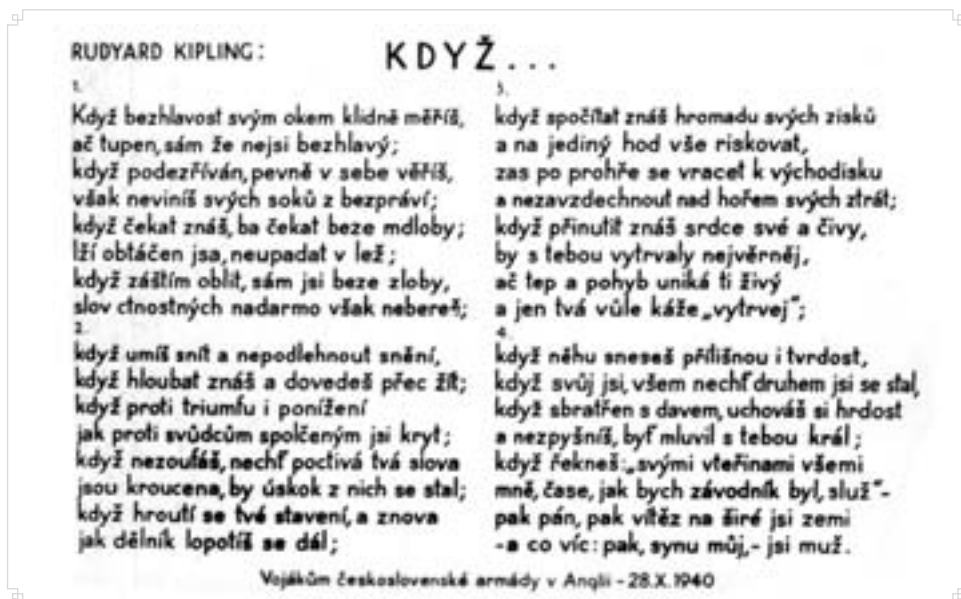 RUDYARD KIPLING:
KDYŽ...
1.
Když bezhlavost svým okem klidně měříš,
ač tupen, sám že nejsi bezhlavý;
když podezříván, pevně v sebe věříš,
však neviníš svých soků z bezpráví;
když čekat znáš, ba čekat beze mdloby;
lží obtáčen jsa, neupadat v lež;
když záštím oblit, sám jsi beze zloby,
slov ctnostných nadarmo však nebereš;
2.
když umíš snít a nepodlehnout snění,
když hloubat znáš a dovedeš přec žít;
když proti triumfu i ponížení
jak proti svůdcům spolčeným jsi kryt;
když nezoufáš, nechť poctivá tvá slova
jsou kroucena, by úskok z nich se stal;
když hroutí se tvé stavení, a znova
jak dělník lopotíš se dál;
3.
když spočítat znáš hromadu svých zisků
a na jediný hod vše riskovat,
zas po prohře se vracet k východisku
a nezavzdechnout nad hořem svých ztrát;
když přinutit znáš srdce své a čivy,
by s tebou vytrvaly nejvěrněj,
ač tep a pohyb uniká ti živý
a jen tvá vůle káže „vytrvej";
4.
když něhu sneseš přílišnou i tvrdost,
když svůj jsi, všem nechť druhem jsi se stal,
když sbratřen s davem, uchováš si hrdost
a nezpyšníš, byť mluvil s tebou král;
když řekneš: „svými vteřinami všemi
mně, čase, jak bych závodník byl, služ"-
pak pán, pak vítěz na širé jsi zemi
-a co víc: pak, synu můj,- jsi muž.
Vojákům československé armády v Anglii - 28.X.1940